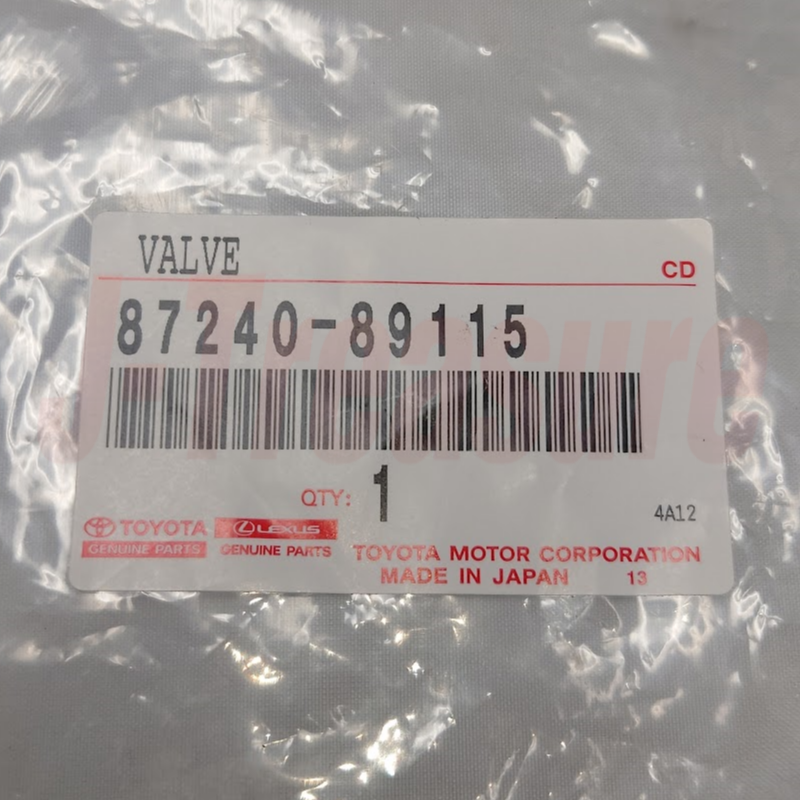 VALVE
CD
87240-89115
QTY: 1
4A12
TOYOTA LEXUS
GENUINE PARTS GENUINE PARTS TOYOTA MOTOR CORPORATION
MADE IN JAPAN 13
J-Treasure